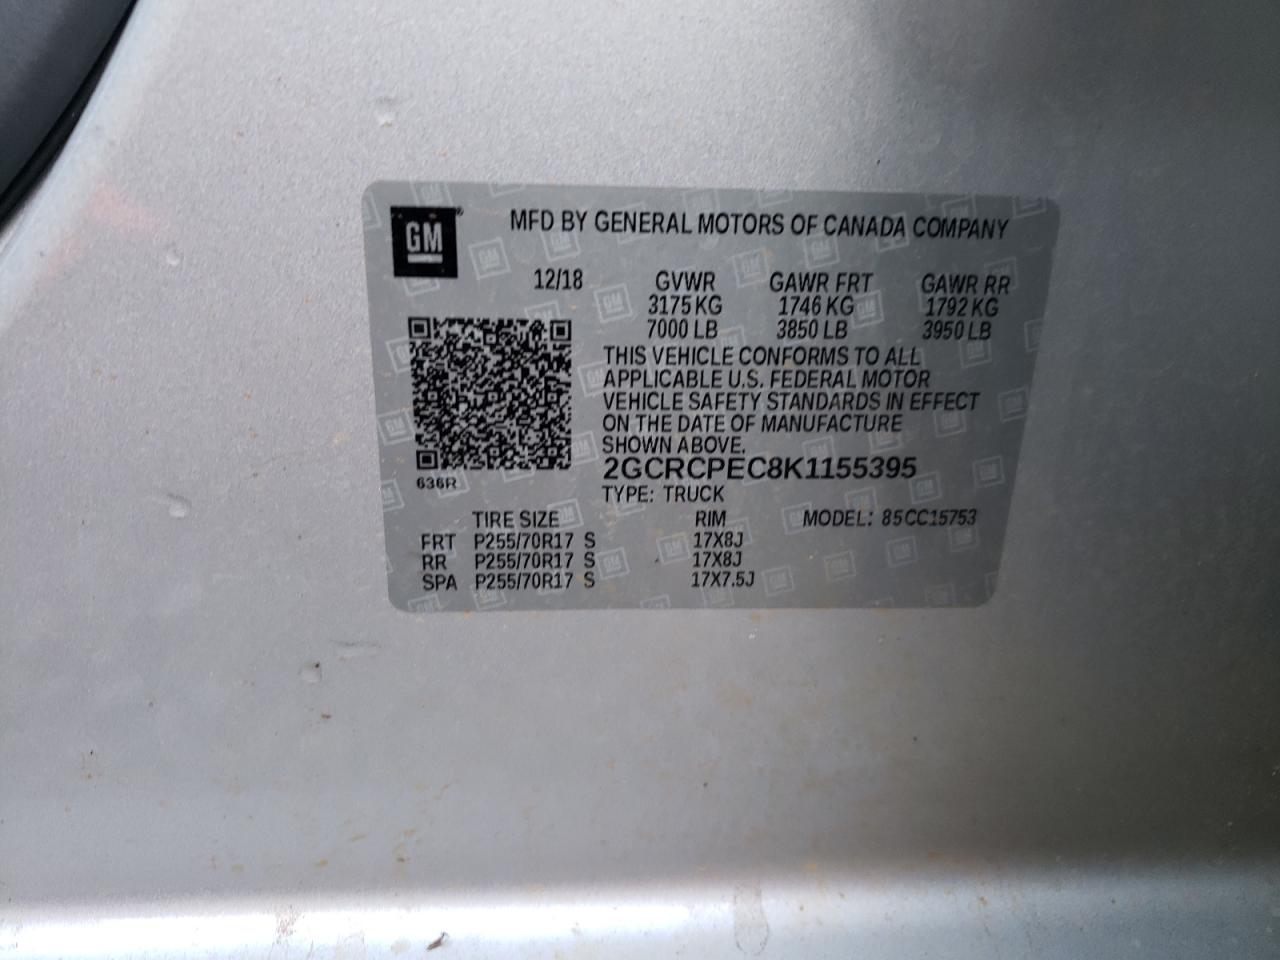 GM
MFD BY GENERAL MOTORS OF CANADA COMPANY
12/18 GVWR GAWR FRT GAWR RR
3175 KG 1746 KG 1792 KG
7000 LB 3850 LB 3950 LB
THIS VEHICLE CONFORMS TO ALL
APPLICABLE U.S. FEDERAL MOTOR
VEHICLE SAFETY STANDARDS IN EFFECT
ON THE DATE OF MANUFACTURE
SHOWN ABOVE.
2GCRCPEC8K1155395
636R
TYPE: TRUCK
TIRE SIZE RIM MODEL: 85 CC15753
FRT P255/70R17 S 17X8J
RR P255/70R17 S 17X8J
SPA P255/70R17 S 17X7.5J